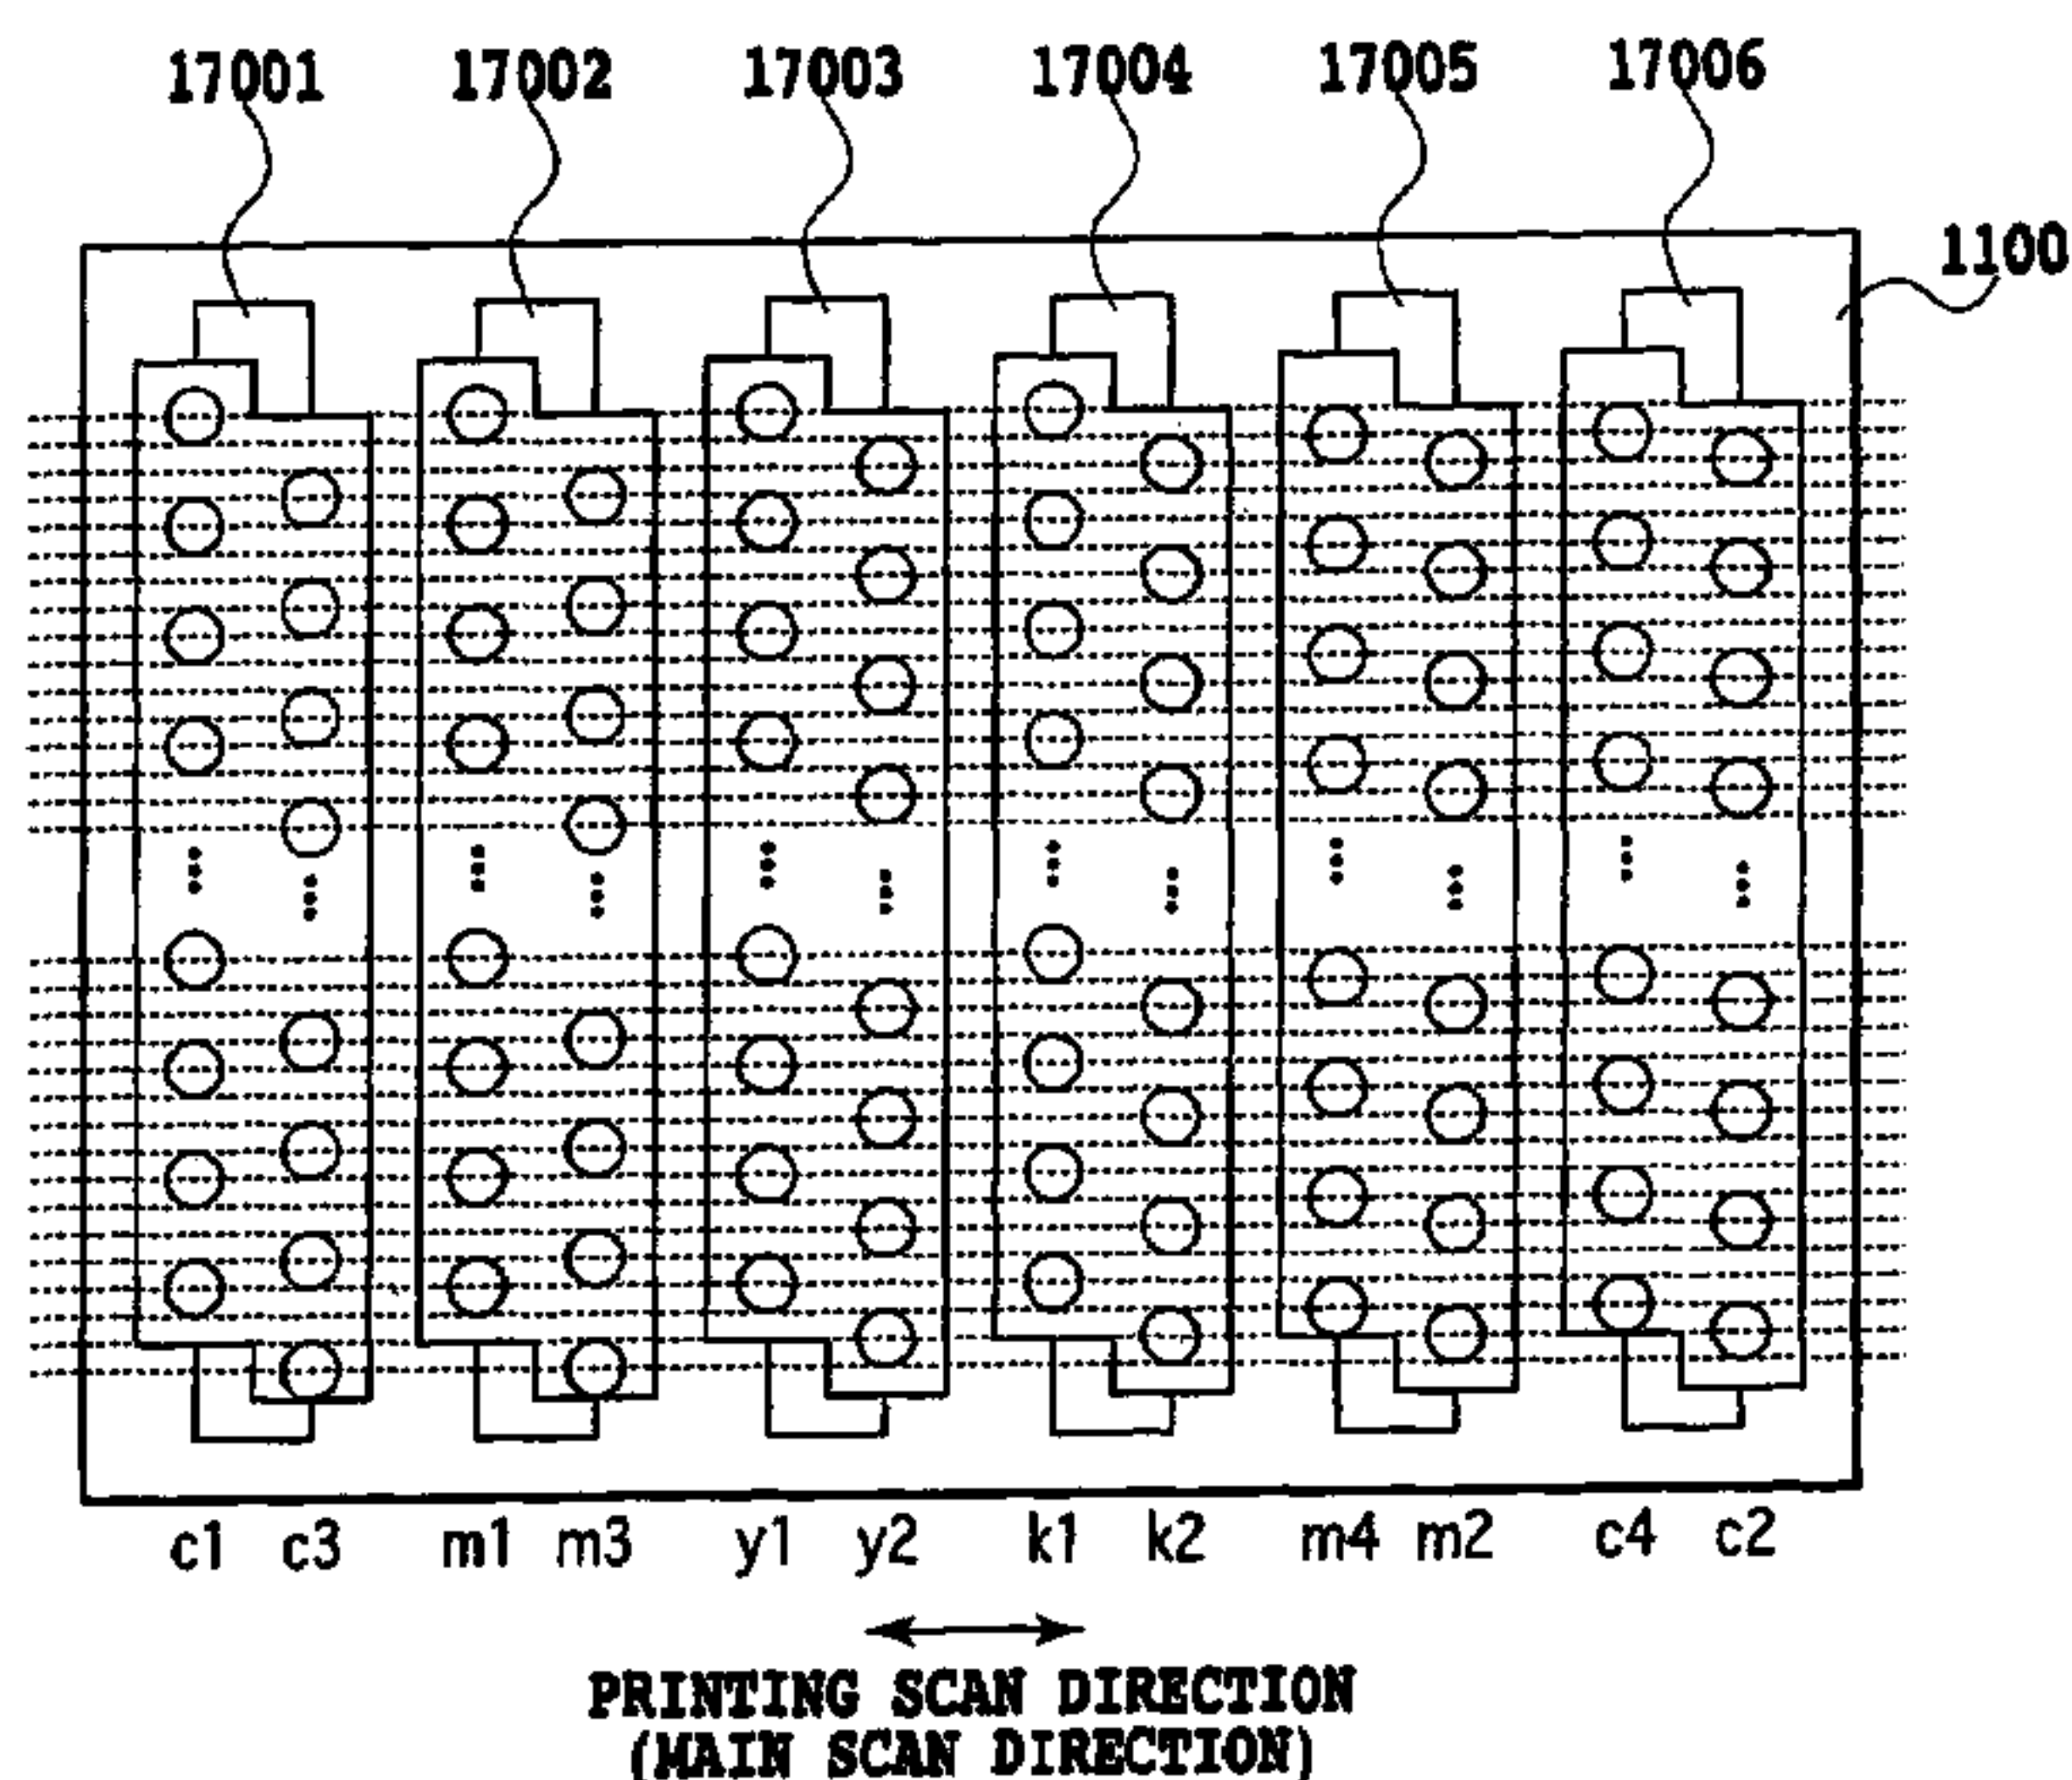 17001 17002 17003 17004 17005 17006
1100
c1 c3 m1 m3 y1 y2 k1 k2 m4 m2 c4 c2
PRINTING SCAN DIRECTION
(MAIN SCAN DIRECTION)